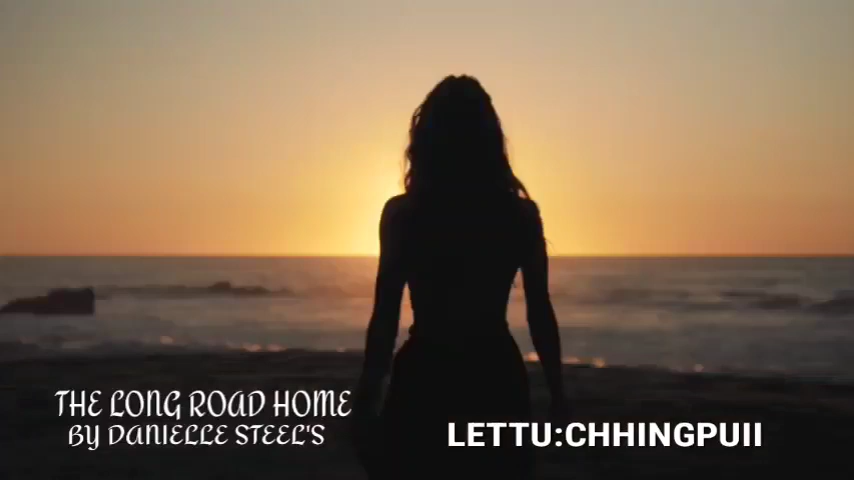 THE LONG ROAD HOME
BY DANIELLE STEEL'S
LETTU:CHHINGPUII